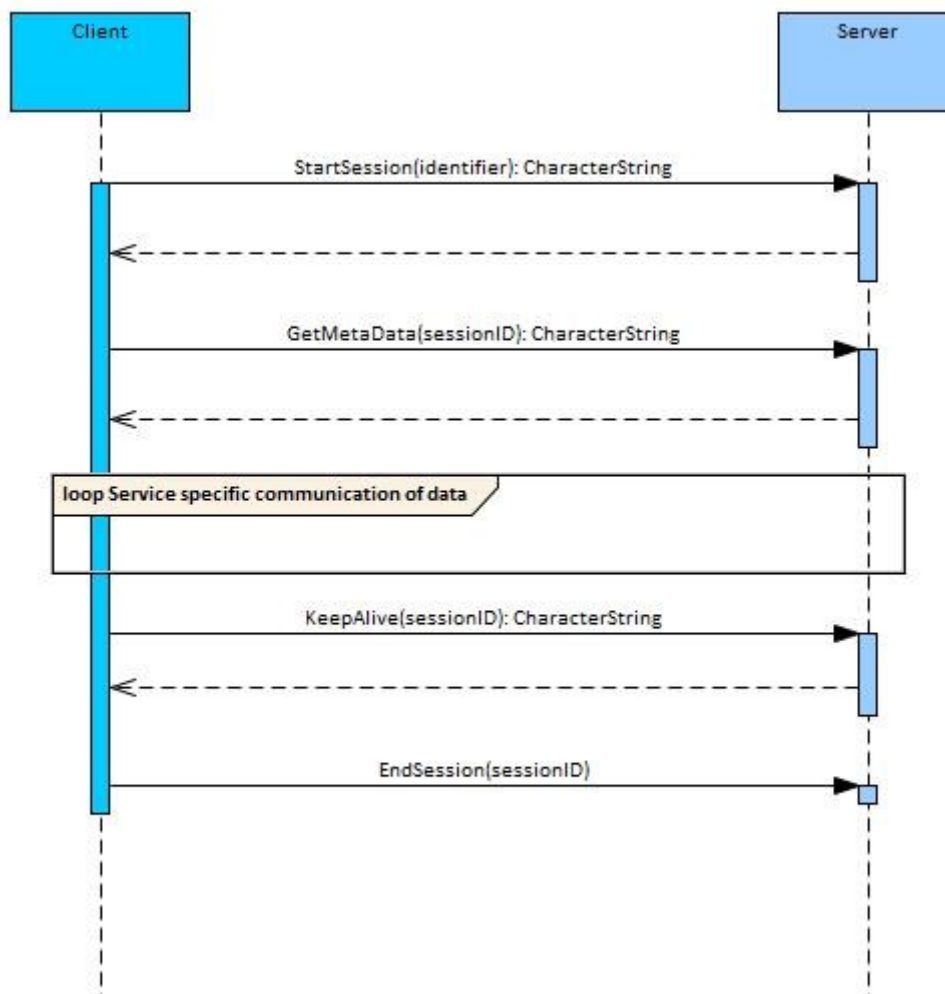 Client
Server
StartSession(identifier): CharacterString
GetMetaData(sessionID): CharacterString
loop Service specific communication of data
KeepAlive(sessionID): CharacterString
EndSession(sessionID)